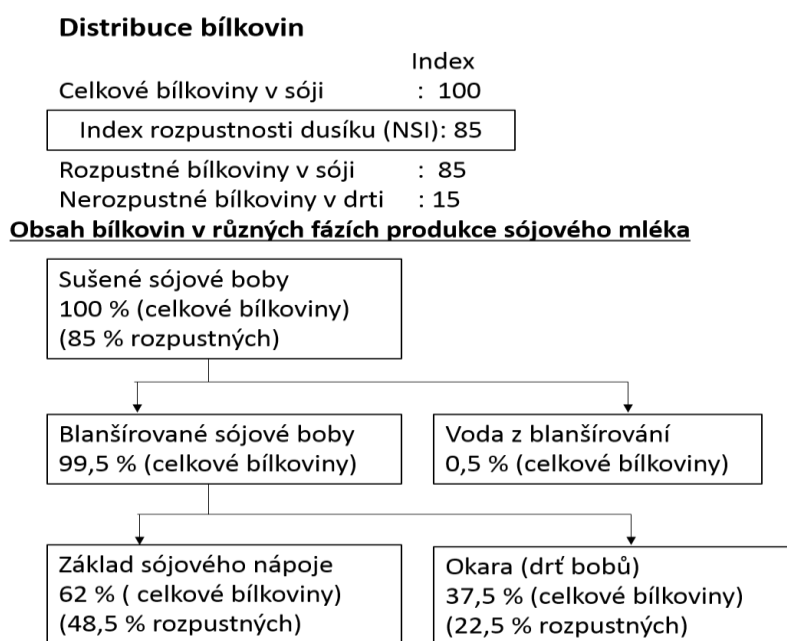 Distribuce bílkovin
Index
Celkové bílkoviny v sóji : 100
Index rozpustnosti dusíku (NSI): 85
Rozpustné bílkoviny v sóji : 85
Nerozpustné bílkoviny v drti : 15
Obsah bílkovin v různých fázích produkce sójového mléka
Sušené sójové boby
100 % (celkové bílkoviny)
(85 % rozpustných)
Blanšírované sójové boby
99,5 % (celkové bílkoviny)
Voda z blanšírování
0,5 % (celkové bílkoviny)
Základ sójového nápoje
62 % ( celkové bílkoviny)
(48,5 % rozpustných)
Okara (drť bobů)
37,5 % (celkové bílkoviny)
(22,5 % rozpustných)